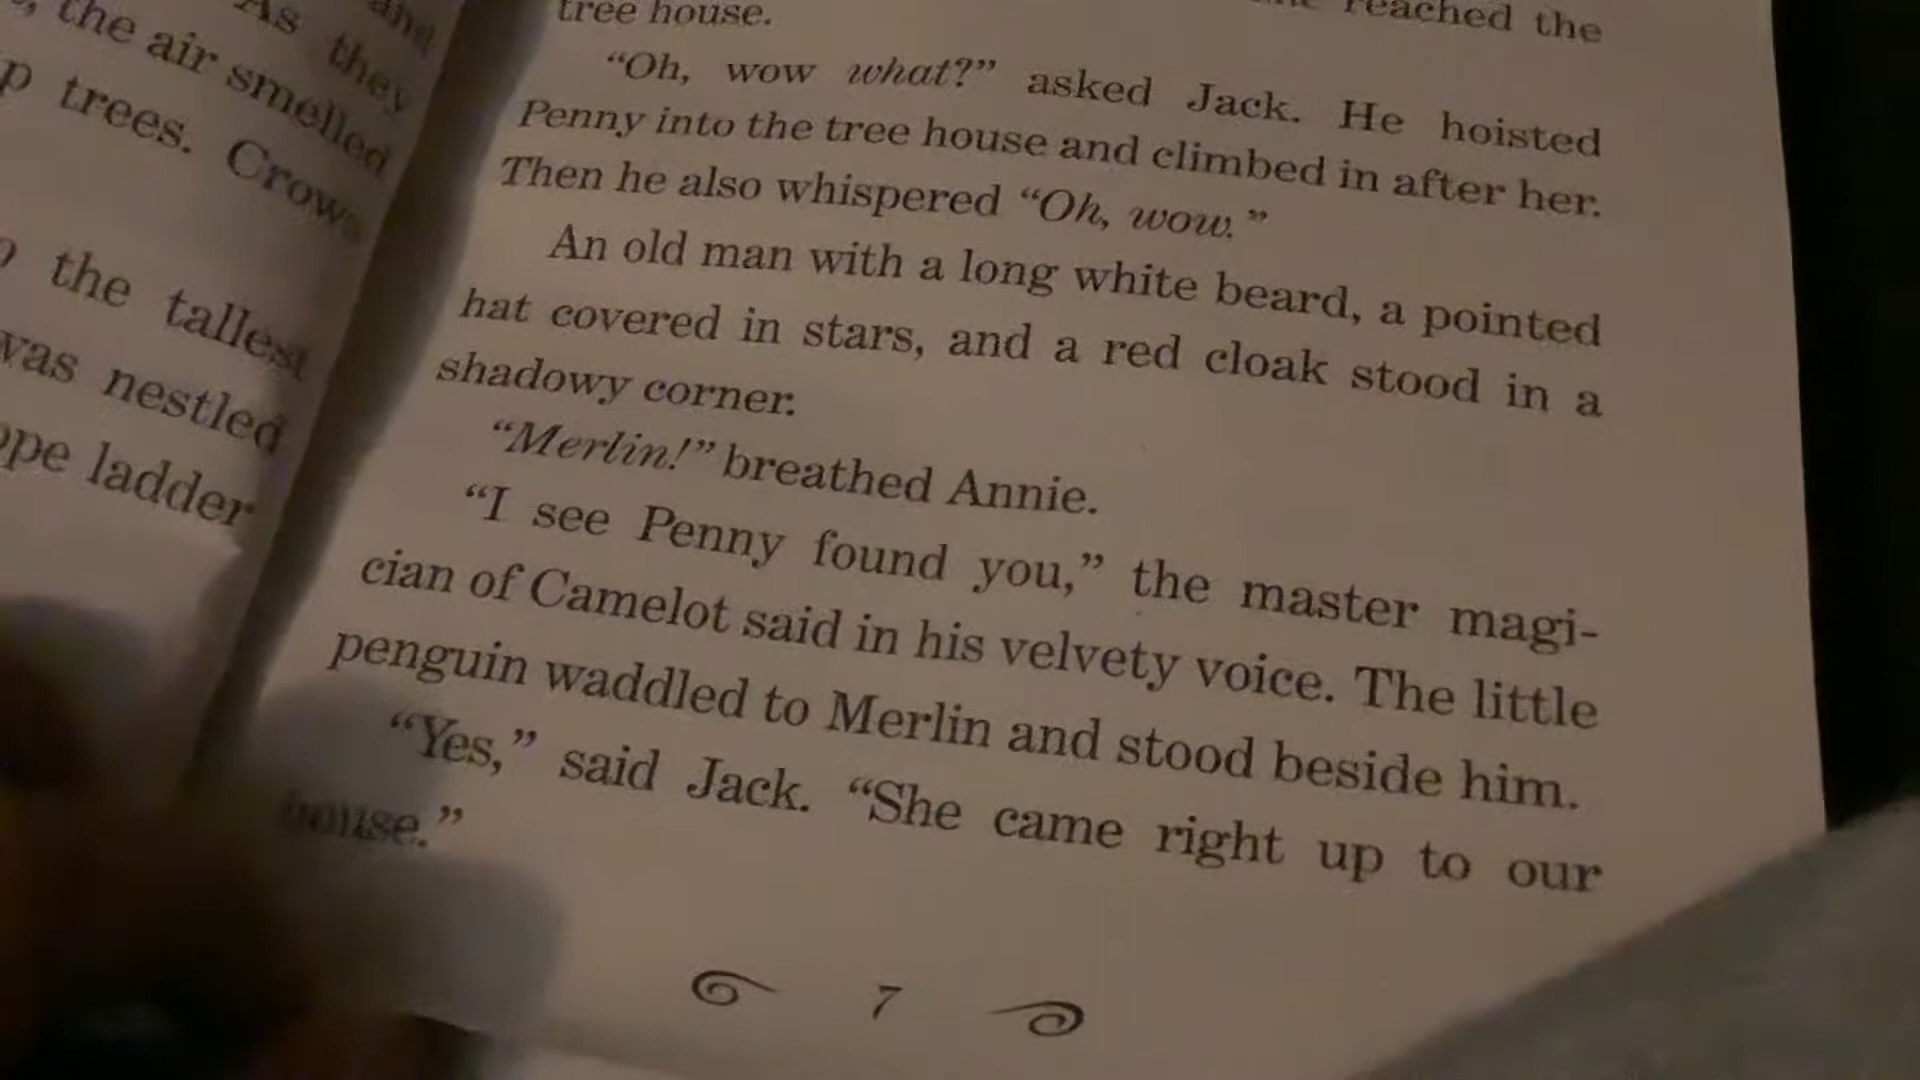 and
As they
the air smelled
p trees. Crows
the tallest
was nestled
ope ladder
reached the
tree house.
“Oh, wow what?” asked Jack. He hoisted
Penny into the tree house and climbed in after her.
Then he also whispered “Oh, wow.”
An old man with a long white beard, a pointed
hat covered in stars, and a red cloak stood in a
shadowy corner.
“Merlin!” breathed Annie.
“I see Penny found you,” the master magi-
cian of Camelot said in his velvety voice. The little
penguin waddled to Merlin and stood beside him.
“Yes,” said Jack. “She came right up to our
house.”
7